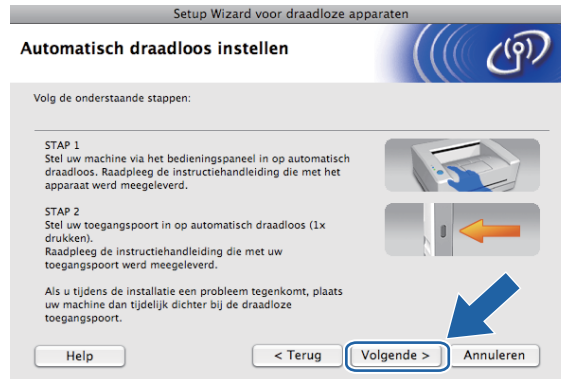 Setup Wizard voor draadloze apparaten
Automatisch draadloos instellen
Volg de onderstaande stappen:
STAP 1
Stel uw machine via het bedieningspaneel in op automatisch
draadloos. Raadpleeg de instructiehandleiding die met het
apparaat werd meegeleverd.
STAP 2
Stel uw toegangspoort in op automatisch draadloos (1x
drukken).
Raadpleeg de instructiehandleiding die met uw
toegangspoort werd meegeleverd.
Als u tijdens de installatie een probleem tegenkomt, plaats
uw machine dan tijdelijk dichter bij de draadloze
toegangspoort.
Help
< Terug
Volgende >
Annuleren